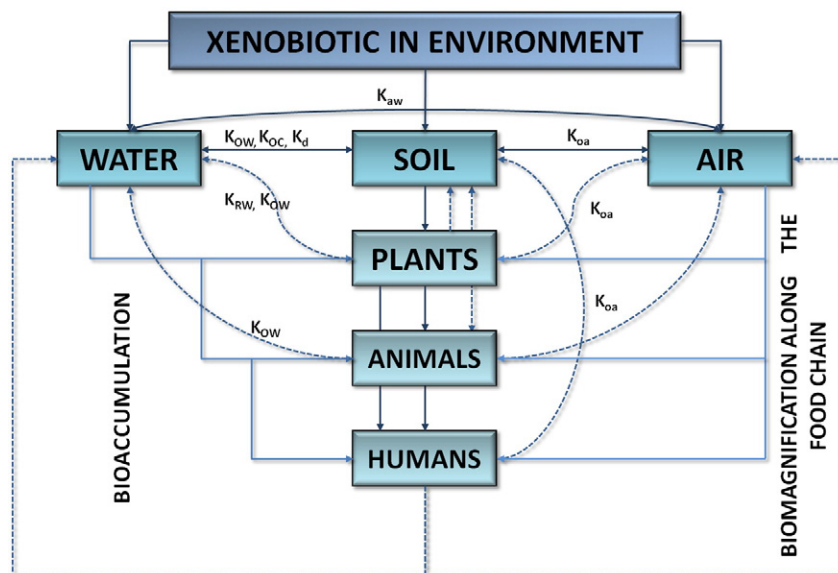 XENOBIOTIC IN ENVIRONMENT
Kaw
WATER
KOW, KOC, Kd
SOIL
Koa
AIR
KRW, KOW
Koa
PLANTS
KOW
Koa
ANIMALS
HUMANS
BIOACCUMULATION
BIOMAGNIFICATION ALONG THE
FOOD CHAIN